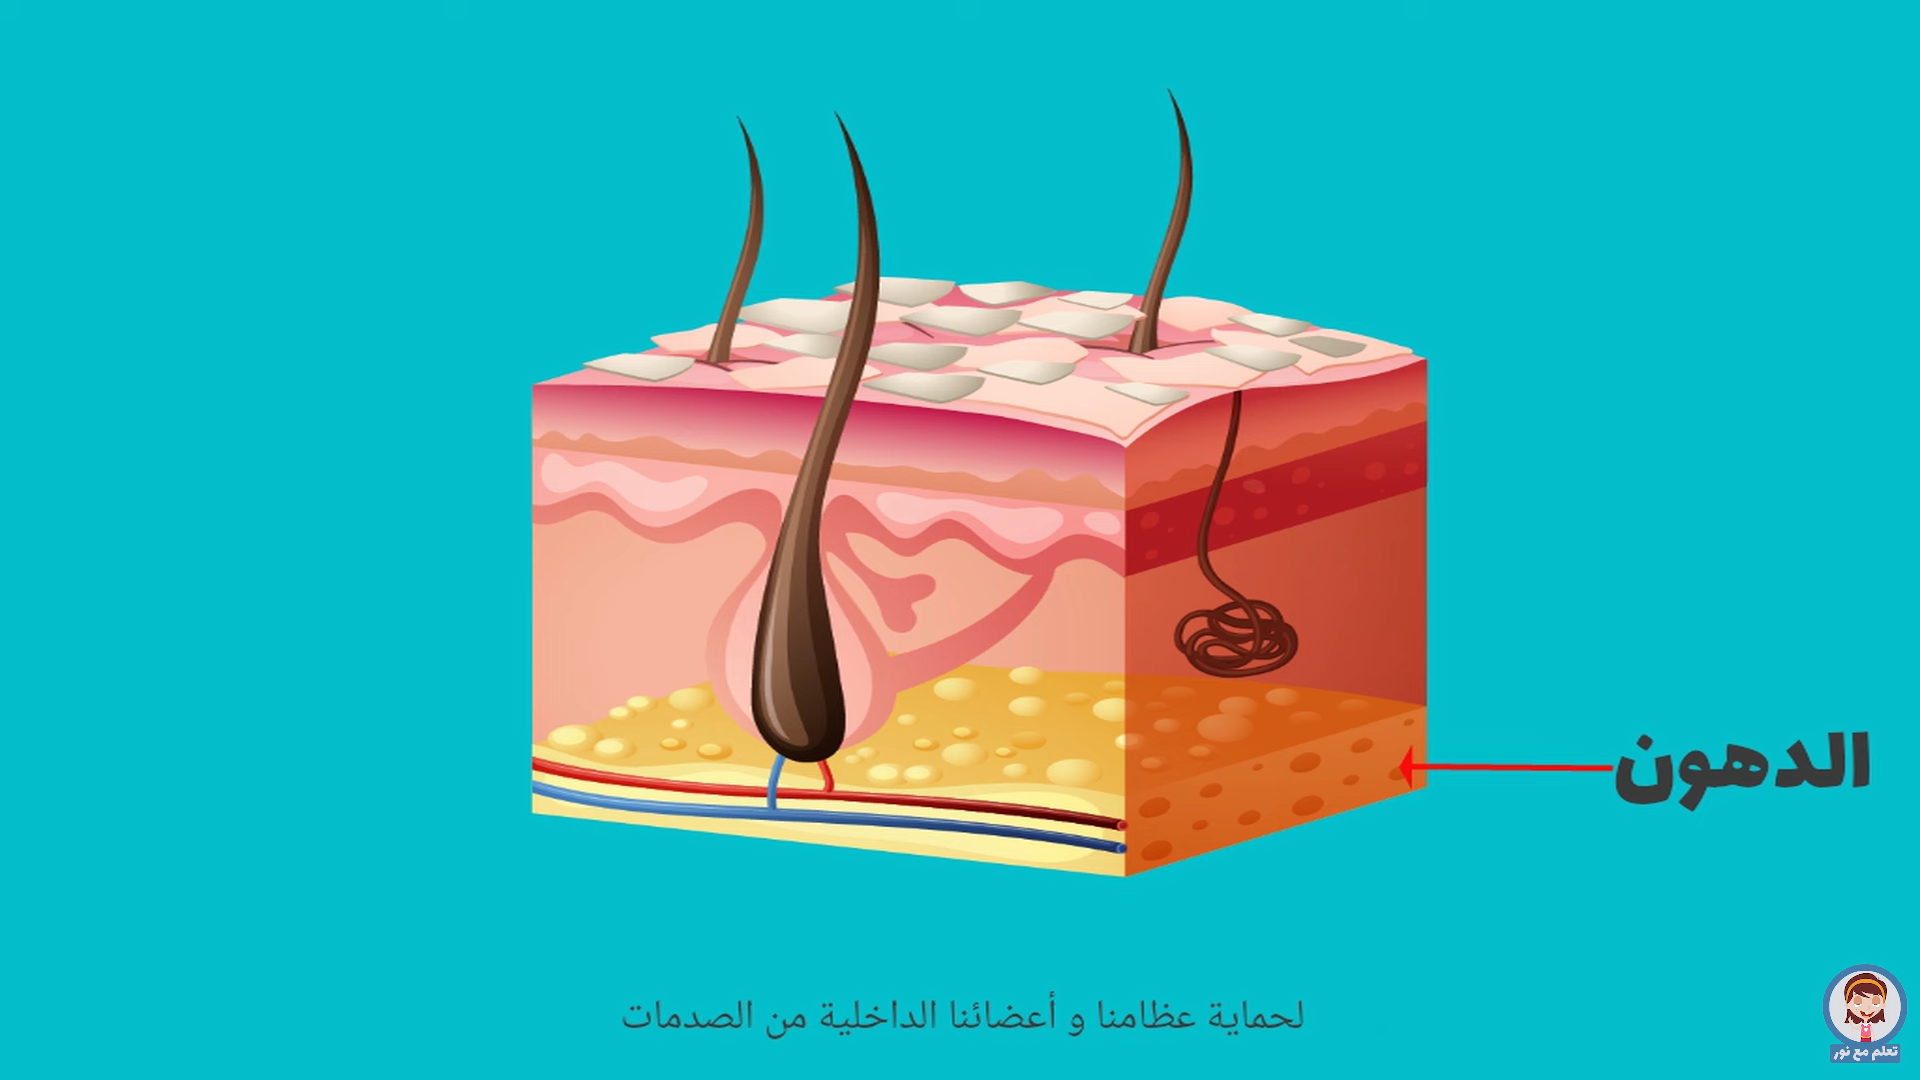 الدهون
لحماية عظامنا و أعضائنا الداخلية من الصدمات
تعلم مع نور